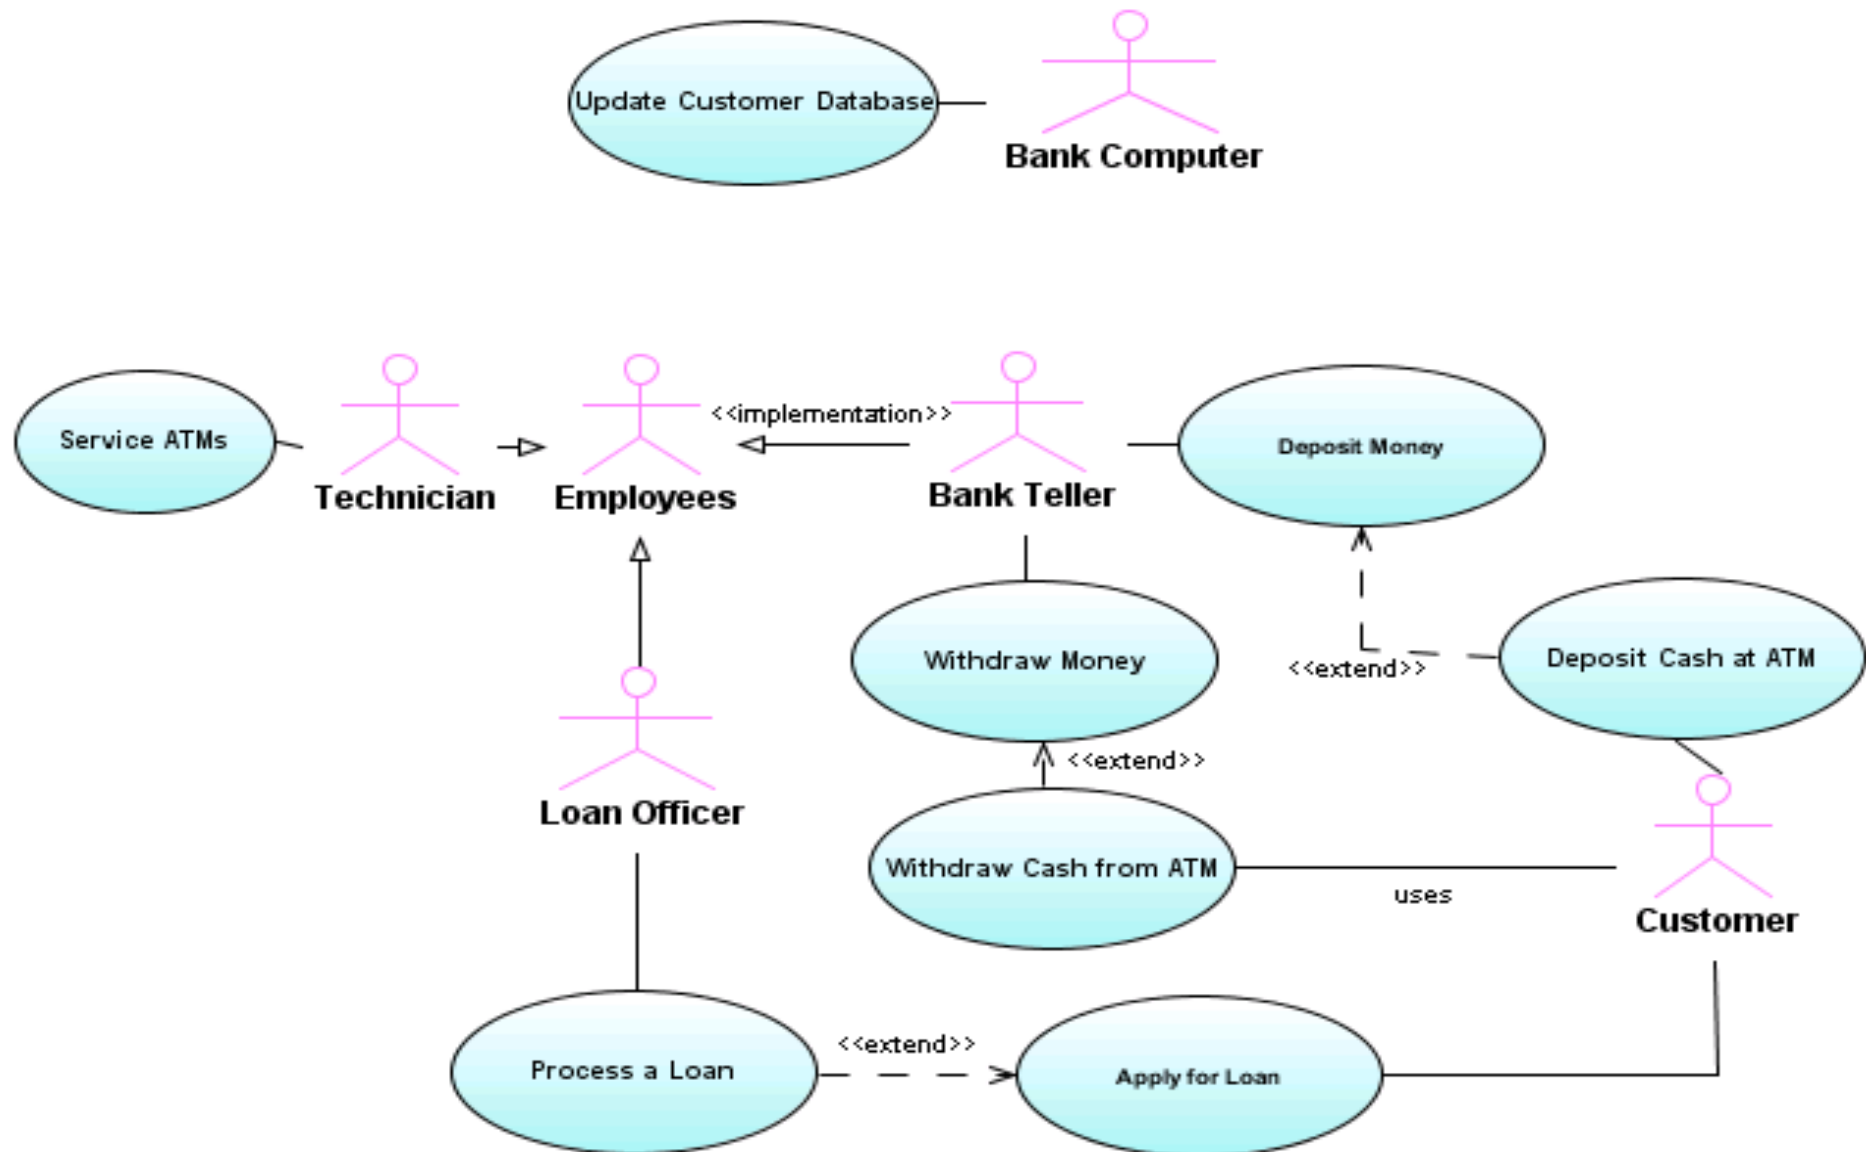 Update Customer Database
Bank Computer
<<implementation>>
Service ATMs
Deposit Money
Technician
Employees
Bank Teller
Withdraw Money
Deposit Cash at ATM
<<extend>>
<<extend>>
Loan Officer
Withdraw Cash from ATM
uses
Customer
<<extend>>
Process a Loan
Apply for Loan